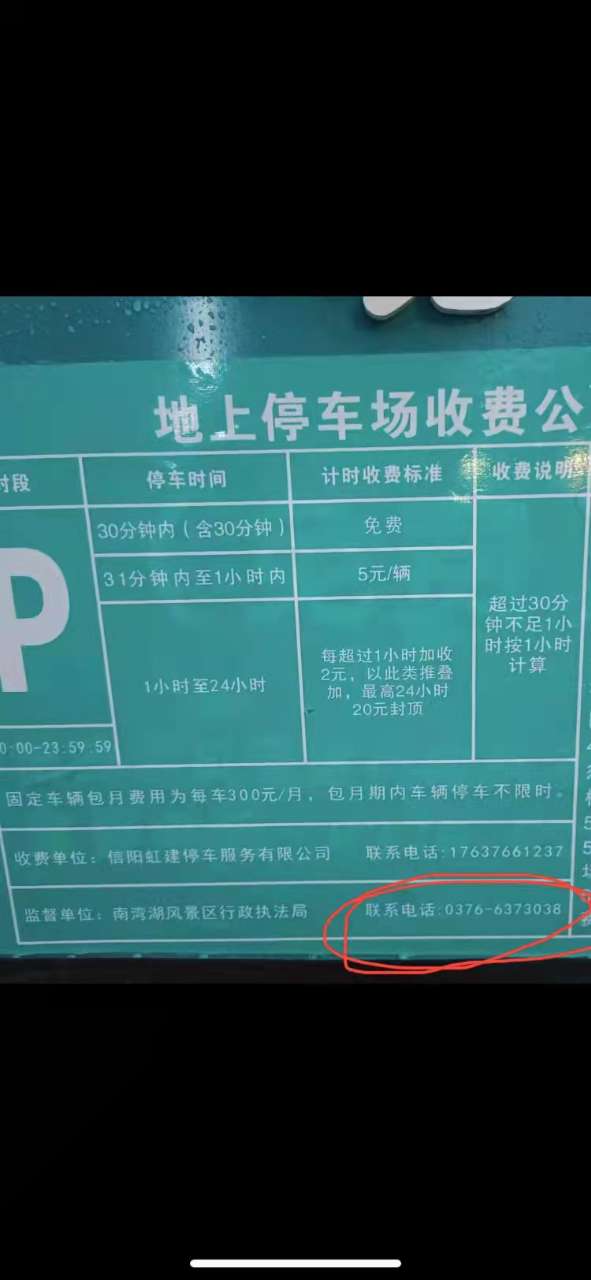 地上停车场收费公
时段
停车时间
计时收费标准
收费说明
P
30分钟内（含30分钟）
免费
31分钟内至1小时内
5元/辆
1小时至24小时
每超过1小时加收
2元，以此类推叠
加，最高24小时
20元封顶
超过30分
钟不足1小
时按1小时
计算
0:00-23:59:59
固定车辆包月费用为每车300元/月，包月期内车辆停车不限时。
收费单位：信阳虹建停车服务有限公司
联系电话:17637661237
监督单位：南湾湖风景区行政执法局
联系电话:0376-6373038